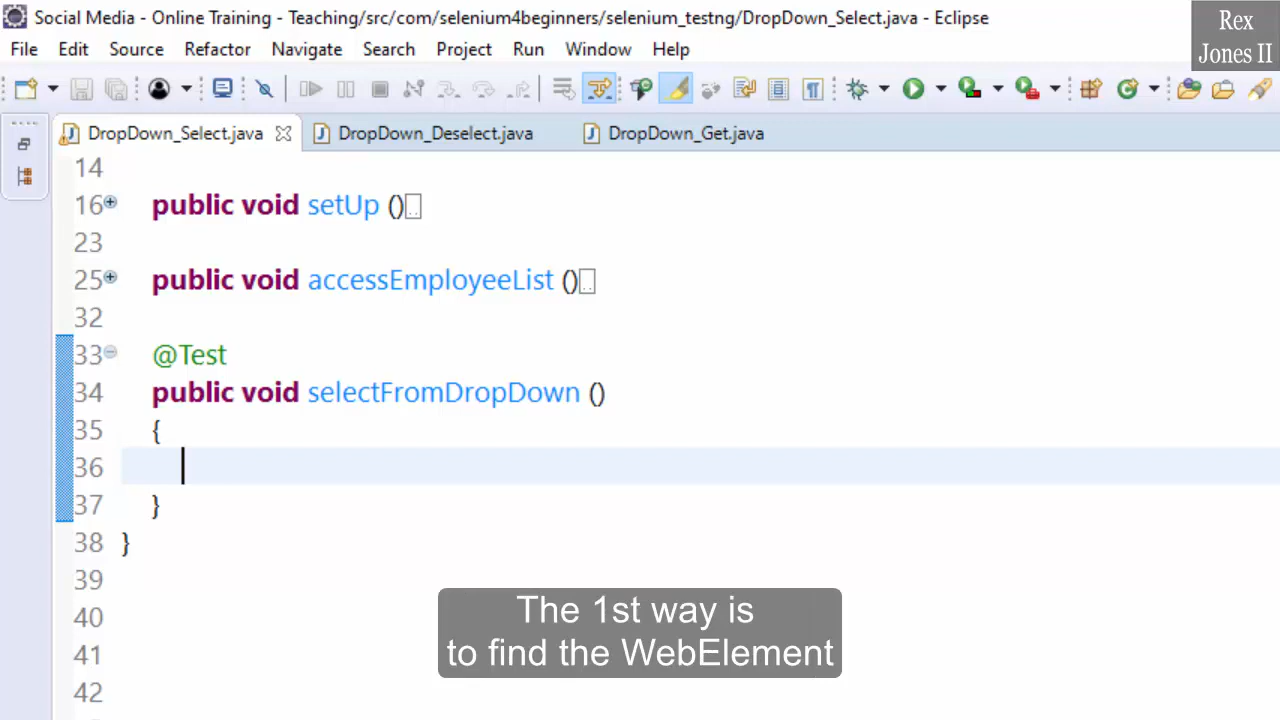 Social Media - Online Training - Teaching/src/com/selenium4beginners/selenium_testng/DropDown_Select.java - Eclipse
Rex
Jones II
File Edit Source Refactor Navigate Search Project Run Window Help
DropDown_Select.java DropDown_Deselect.java DropDown_Get.java
14
16 public void setUp ()
23
25 public void accessEmployeeList ()
32
33 @Test
34 public void selectFromDropDown ()
35 {
36
37 }
38 }
39
40
41
42
The 1st way is
to find the WebElement